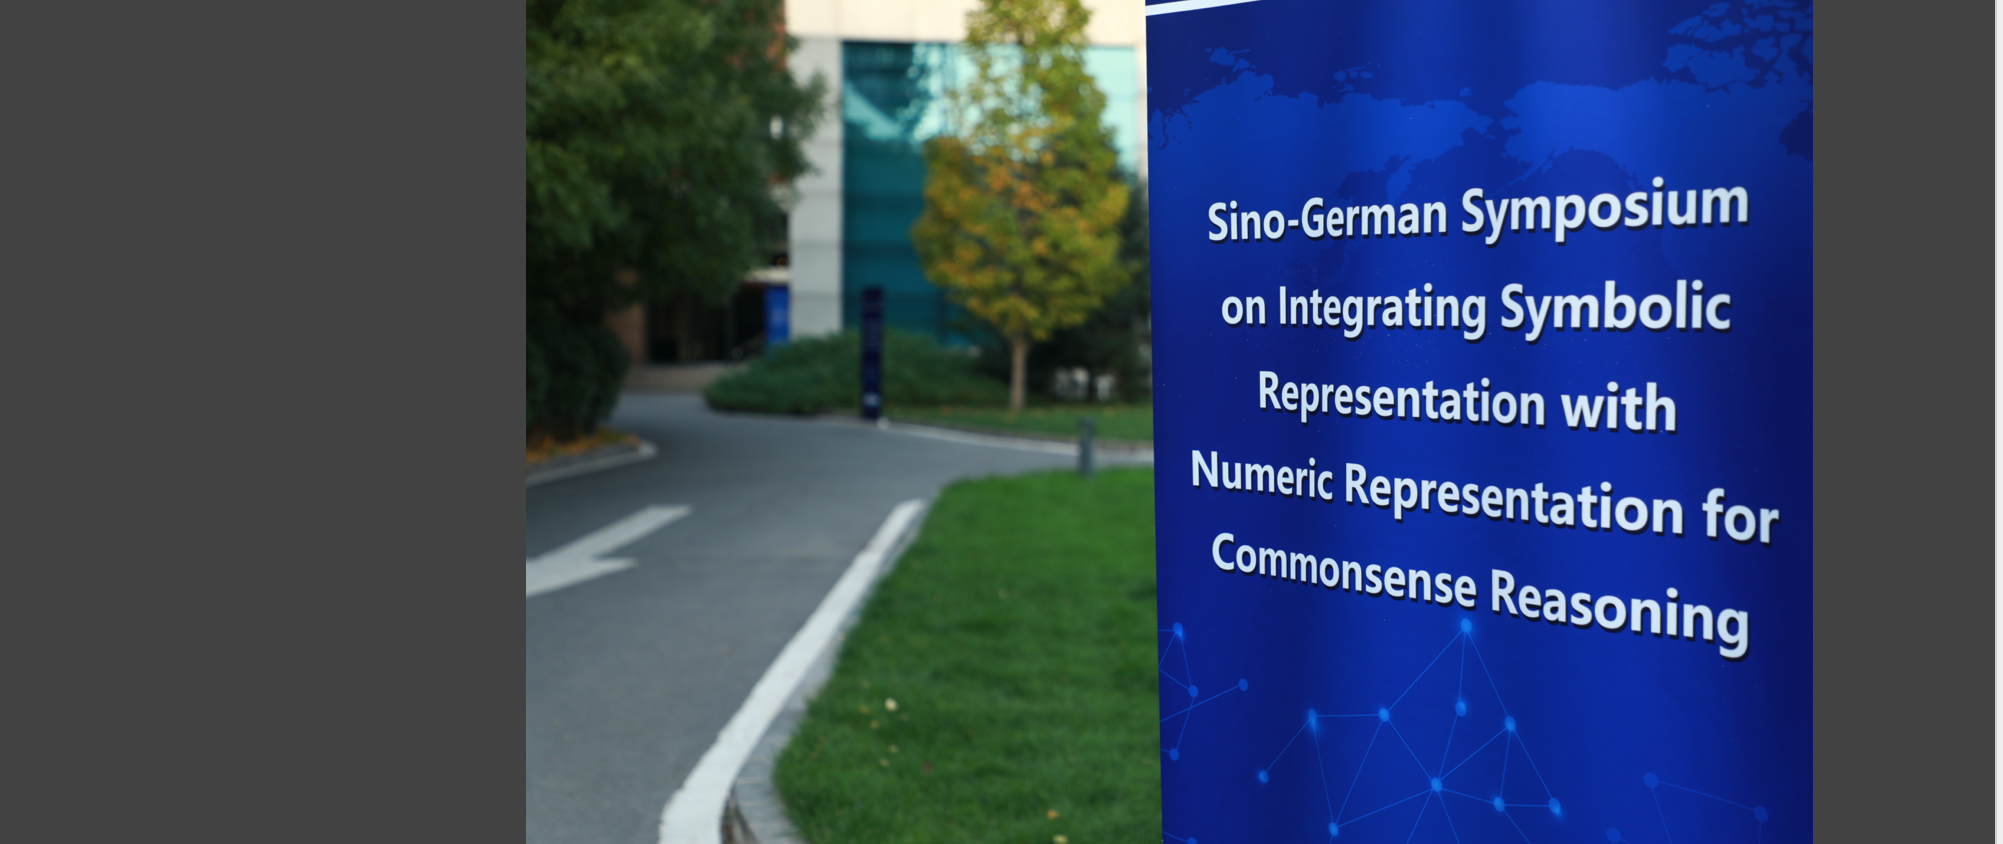 Sino-German Symposium
on Integrating Symbolic
Representation with
Numeric Representation for
Commonsense Reasoning